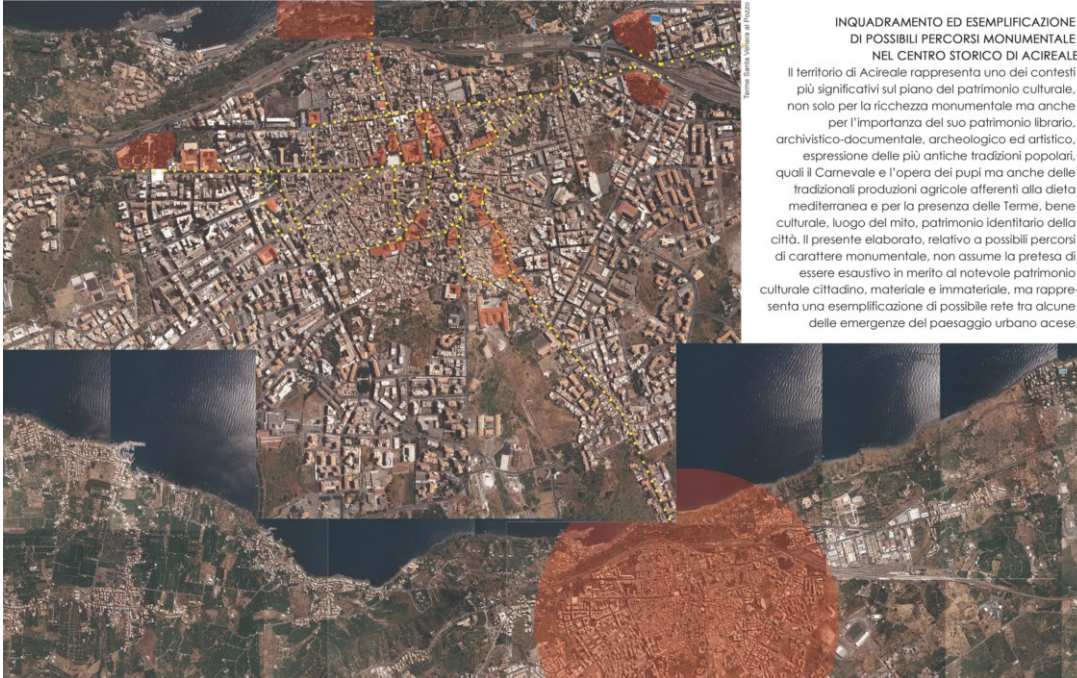 INQUADRAMENTO ED ESEMPLIFICAZIONE
DI POSSIBILI PERCORSI MONUMENTALI
NEL CENTRO STORICO DI ACIREALE
Il territorio di Acireale rappresenta uno dei contesti
più significativi sul piano del patrimonio culturale,
non solo per la ricchezza monumentale ma anche
per l'importanza del suo patrimonio librario,
archivistico-documentale, archeologico ed artistico,
espressione delle più antiche tradizioni popolari,
quali il Carnevale e l'opera dei pupi ma anche delle
tradizionali produzioni agricole afferenti alla dieta
mediterranea e per la presenza delle Terme, bene
culturale, luogo del mito, patrimonio identitario della
città. Il presente elaborato, relativo a possibili percorsi
di carattere monumentale, non assume la pretesa di
essere esaustivo in merito al notevole patrimonio
culturale cittadino, materiale e immateriale, ma rappre-
senta una esemplificazione di possibile rete tra alcune
delle emergenze del paesaggio urbano acese.
Terme Santa Venera al Pozzo